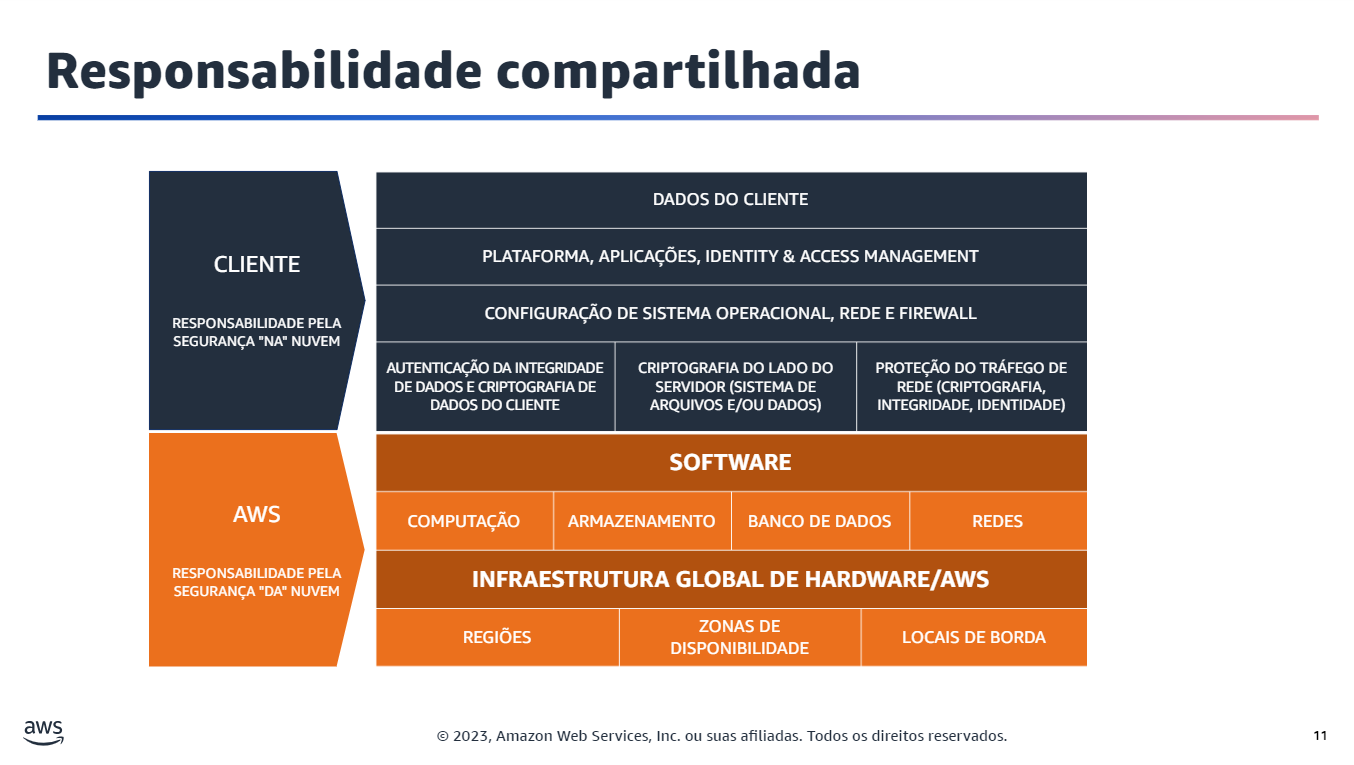 Responsabilidade compartilhada
CLIENTE
RESPONSABILIDADE PELA
SEGURANÇA "NA" NUVEM
DADOS DO CLIENTE
PLATAFORMA, APLICAÇÕES, IDENTITY & ACCESS MANAGEMENT
CONFIGURAÇÃO DE SISTEMA OPERACIONAL, REDE E FIREWALL
AUTENTICAÇÃO DA INTEGRIDADE
DE DADOS E CRIPTOGRAFIA DE
DADOS DO CLIENTE
CRIPTOGRAFIA DO LADO DO
SERVIDOR (SISTEMA DE
ARQUIVOS E/OU DADOS)
PROTEÇÃO DO TRÁFEGO DE
REDE (CRIPTOGRAFIA,
INTEGRIDADE, IDENTIDADE)
AWS
RESPONSABILIDADE PELA
SEGURANÇA "DA" NUVEM
SOFTWARE
COMPUTAÇÃO
ARMAZENAMENTO
BANCO DE DADOS
REDES
INFRAESTRUTURA GLOBAL DE HARDWARE/AWS
REGIÕES
ZONAS DE
DISPONIBILIDADE
LOCAIS DE BORDA
aws
© 2023, Amazon Web Services, Inc. ou suas afiliadas. Todos os direitos reservados.
11